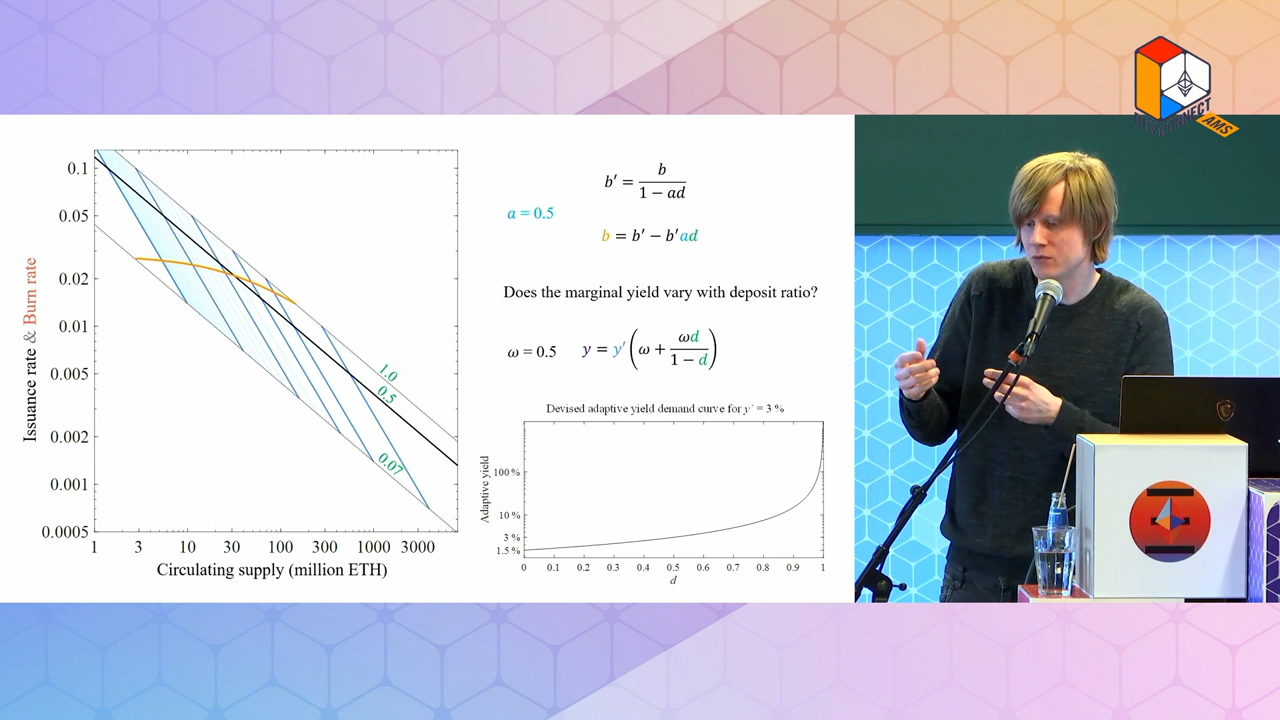 DEVCONNECT
AMS
0.1
0.05
0.02
0.01
0.005
0.002
0.001
0.0005
Issuance rate & Burn rate
1.0
0.5
0.07
1 3 10 30 100 300 1000 3000
Circulating supply (million ETH)
b′ = b / (1 − ad)
a = 0.5
b = b′ − b′ad
Does the marginal yield vary with deposit ratio?
ω = 0.5
y = y′(ω + ωd / (1 − d))
Devised adaptive yield demand curve for y′ = 3 %
Adaptive yield
100 %
10 %
3 %
1.5 %
0 0.1 0.2 0.3 0.4 0.5 0.6 0.7 0.8 0.9 1
d